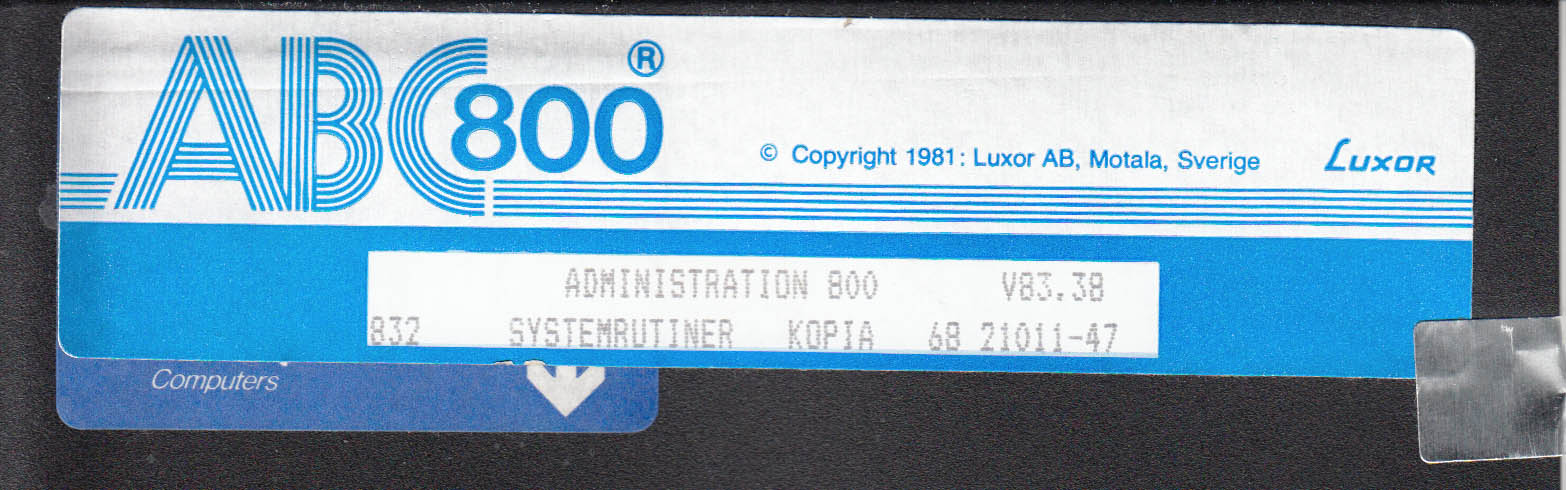 ABC800®
© Copyright 1981: Luxor AB, Motala, Sverige
LUXOR
ADMINISTRATION 800 V83.38
832 SYSTEMRUTINER KOPIA 68 21011-47
Computers